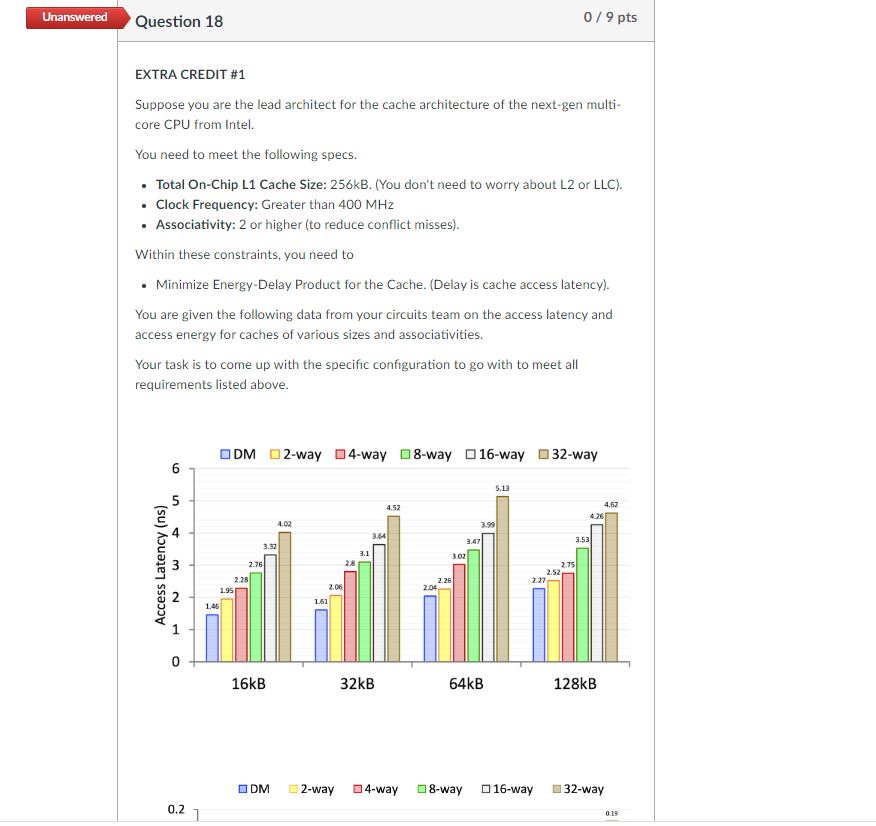 Unanswered
Question 18
0 / 9 pts
EXTRA CREDIT #1
Suppose you are the lead architect for the cache architecture of the next-gen multi-
core CPU from Intel.
You need to meet the following specs.
• Total On-Chip L1 Cache Size: 256kB. (You don't need to worry about L2 or LLC).
• Clock Frequency: Greater than 400 MHz
• Associativity: 2 or higher (to reduce conflict misses).
Within these constraints, you need to
• Minimize Energy-Delay Product for the Cache. (Delay is cache access latency).
You are given the following data from your circuits team on the access latency and
access energy for caches of various sizes and associativities.
Your task is to come up with the specific configuration to go with to meet all
requirements listed above.
DM 2-way 4-way 8-way 16-way 32-way
Access Latency (ns)
6
5
4
3
2
1
0
1.46 1.95 2.28 2.76 3.32 4.02
1.61 2.06 2.8 3.1 3.64 4.52
2.04 2.26 3.02 3.47 3.99 5.13
2.27 2.52 2.75 3.53 4.26 4.62
16kB 32kB 64kB 128kB
DM 2-way 4-way 8-way 16-way 32-way
0.2
0.19